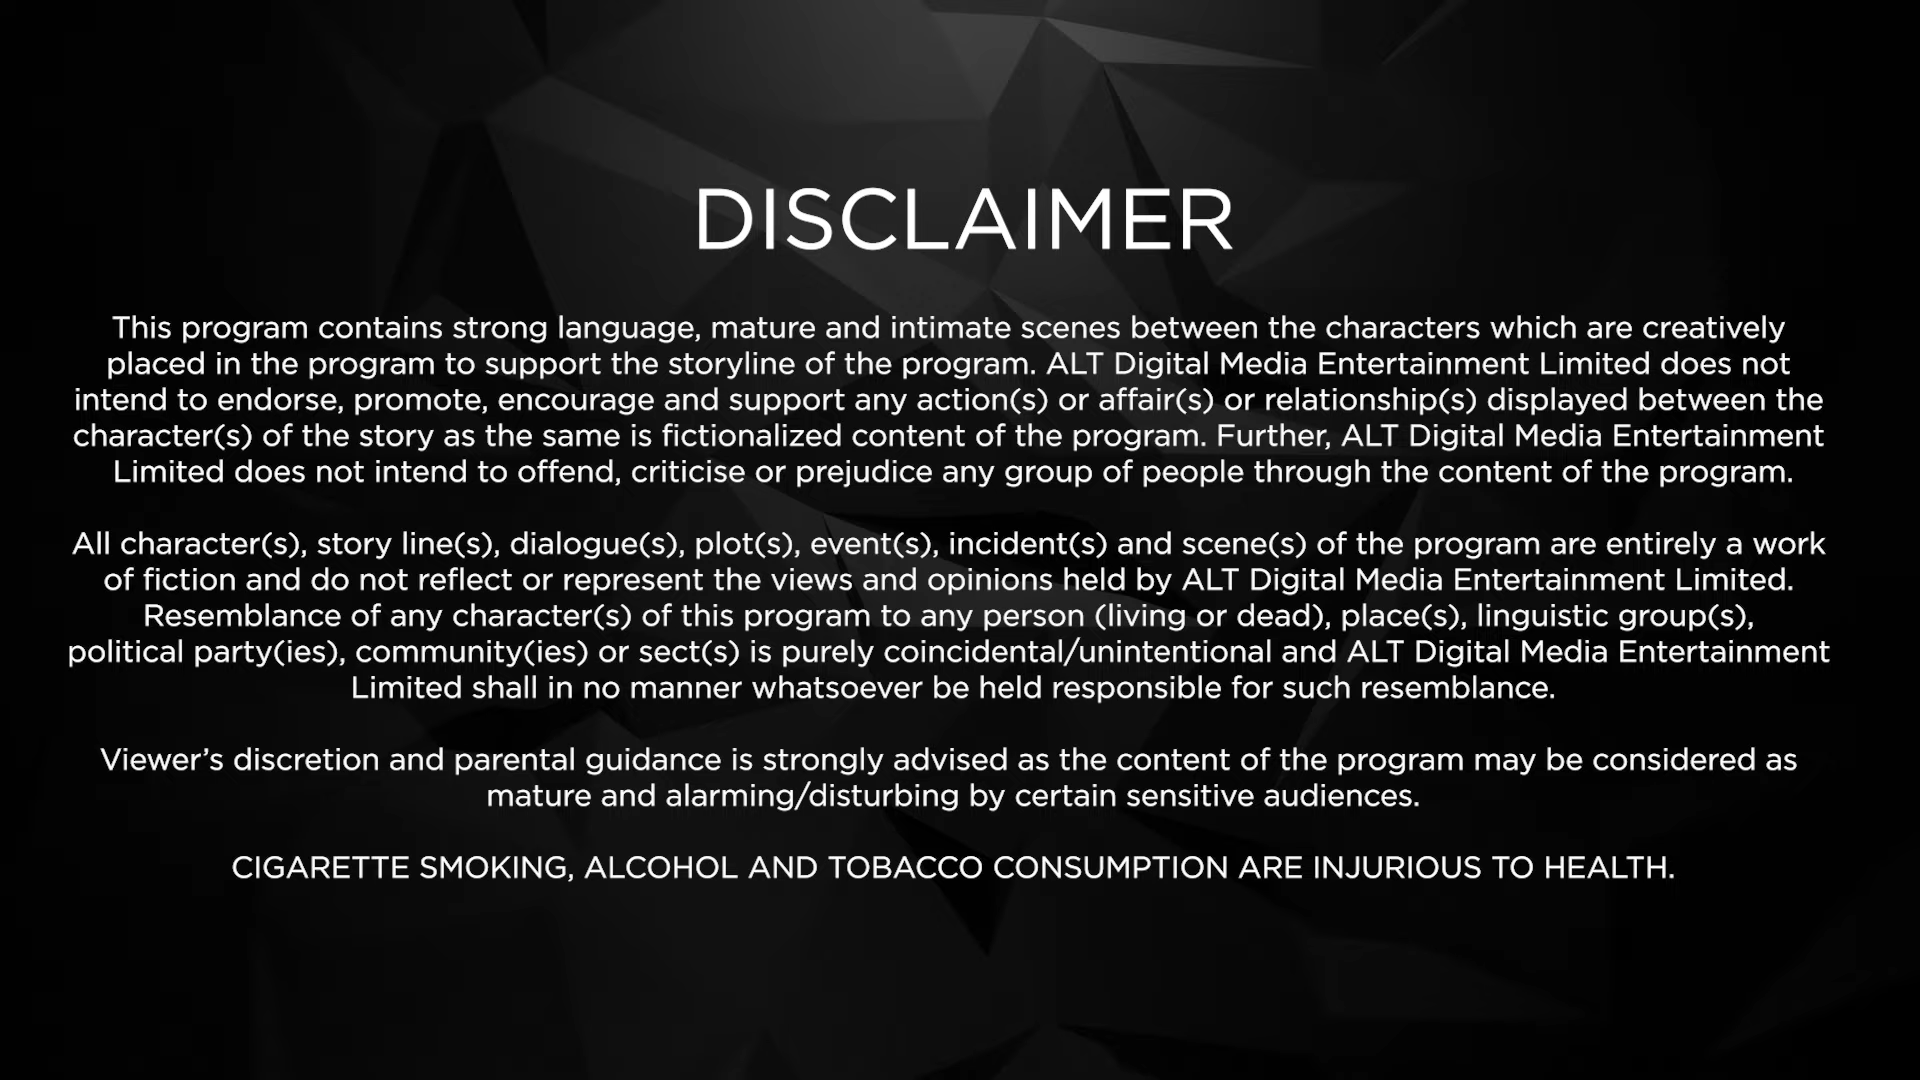 DISCLAIMER
This program contains strong language, mature and intimate scenes between the characters which are creatively
placed in the program to support the storyline of the program. ALT Digital Media Entertainment Limited does not
intend to endorse, promote, encourage and support any action(s) or affair(s) or relationship(s) displayed between the
character(s) of the story as the same is fictionalized content of the program. Further, ALT Digital Media Entertainment
Limited does not intend to offend, criticise or prejudice any group of people through the content of the program.
All character(s), story line(s), dialogue(s), plot(s), event(s), incident(s) and scene(s) of the program are entirely a work
of fiction and do not reflect or represent the views and opinions held by ALT Digital Media Entertainment Limited.
Resemblance of any character(s) of this program to any person (living or dead), place(s), linguistic group(s),
political party(ies), community(ies) or sect(s) is purely coincidental/unintentional and ALT Digital Media Entertainment
Limited shall in no manner whatsoever be held responsible for such resemblance.
Viewer’s discretion and parental guidance is strongly advised as the content of the program may be considered as
mature and alarming/disturbing by certain sensitive audiences.
CIGARETTE SMOKING, ALCOHOL AND TOBACCO CONSUMPTION ARE INJURIOUS TO HEALTH.